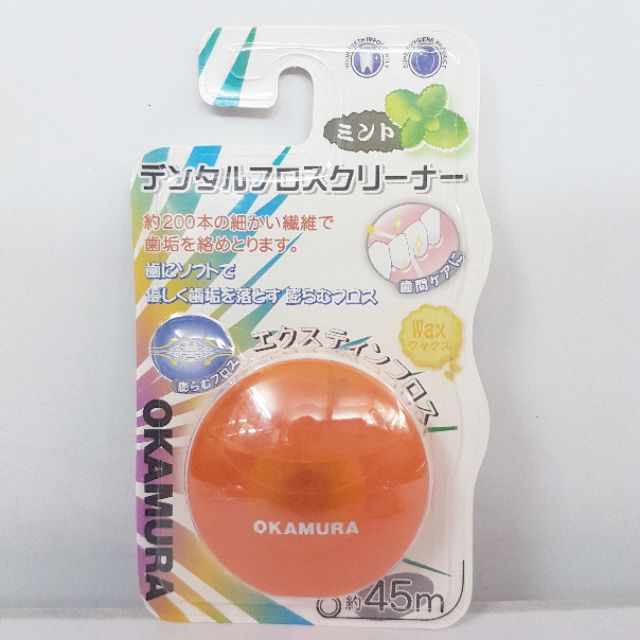 ミント
デンタルフロスクリーナー
約200本の細かい繊維で
歯垢を絡めとります。
歯にソフトで
優しく歯垢を落とす 膨らむフロス
歯間ケアに
Wax
ワックス
エクステインフロス
膨らむフロス
OKAMURA
OKAMURA
約45m